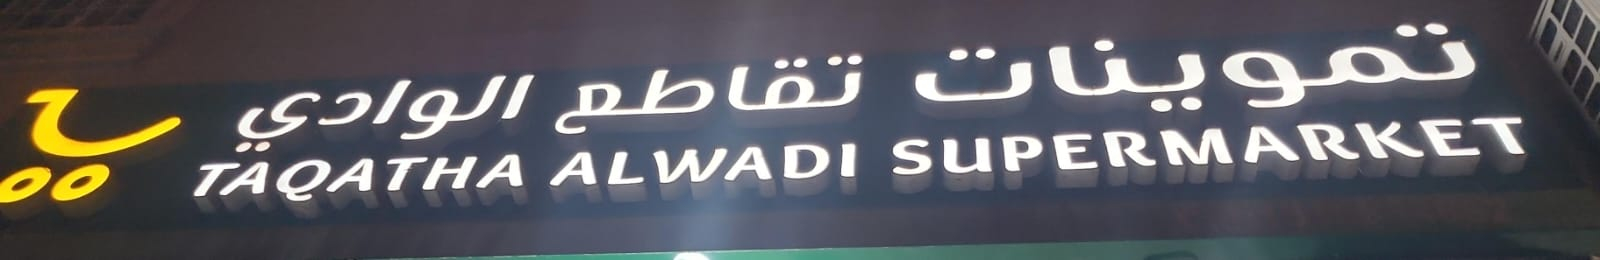 تموينات تقاطع الوادي
TAQATHA ALWADI SUPERMARKET